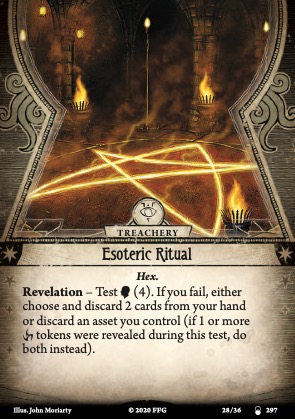 TREACHERY
Esoteric Ritual
Hex.
Revelation – Test (4). If you fail, either
choose and discard 2 cards from your hand
or discard an asset you control (if 1 or more
tokens were revealed during this test, do
both instead).
Illus. John Moriarty © 2020 FFG 28/36 297